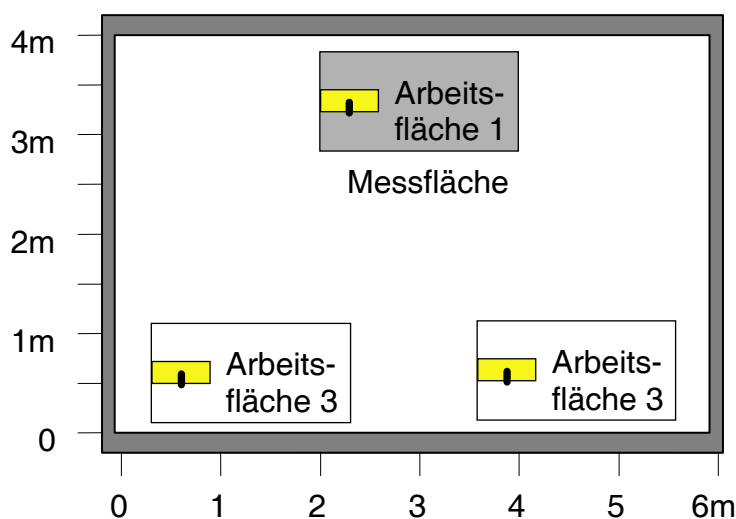 4m
Arbeits-
fläche 1
3m
Messfläche
2m
1m
Arbeits-
fläche 3
Arbeits-
fläche 3
0
0 1 2 3 4 5 6m